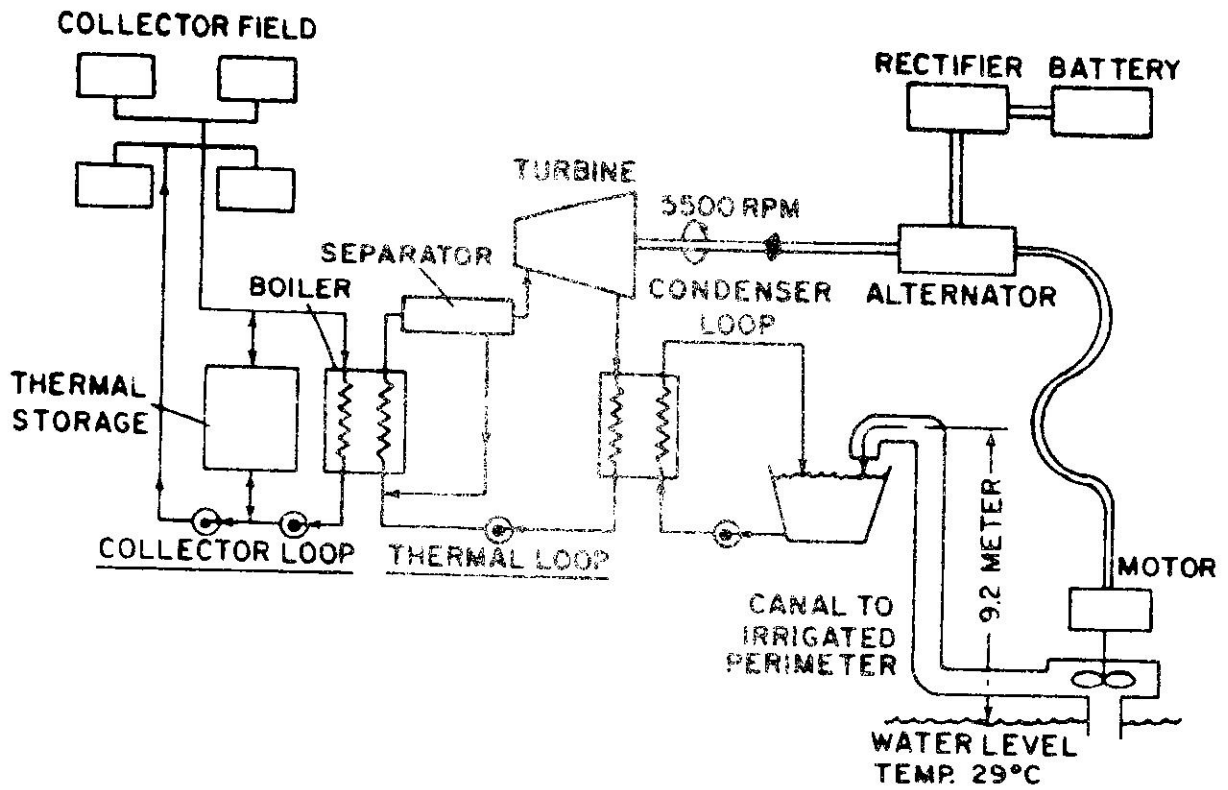 COLLECTOR FIELD
RECTIFIER BATTERY
TURBINE
5500 RPM
SEPARATOR
BOILER
CONDENSER
LOOP
ALTERNATOR
THERMAL
STORAGE
COLLECTOR LOOP
THERMAL LOOP
9.2 METER
MOTOR
CANAL TO
IRRIGATED
PERIMETER
WATER LEVEL
TEMP. 29°C